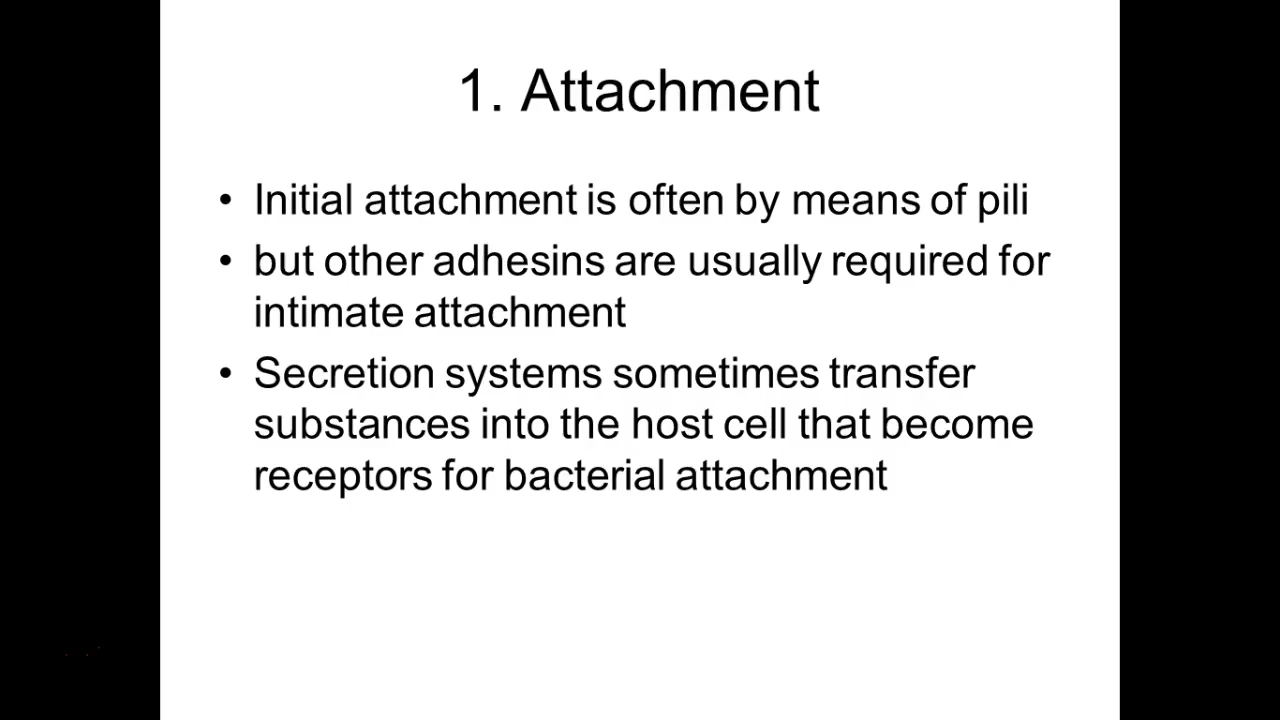 1. Attachment
• Initial attachment is often by means of pili
• but other adhesins are usually required for
intimate attachment
• Secretion systems sometimes transfer
substances into the host cell that become
receptors for bacterial attachment